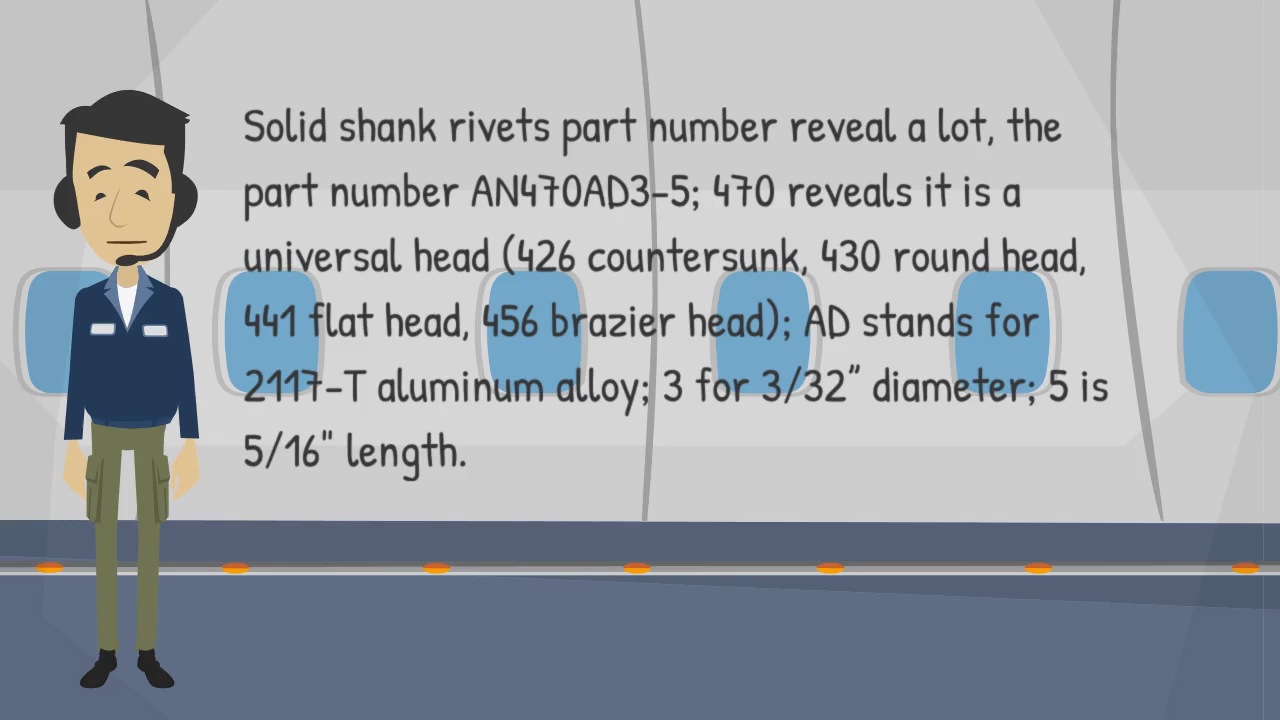 Solid shank rivets part number reveal a lot, the
part number AN470AD3-5; 470 reveals it is a
universal head (426 countersunk, 430 round head,
441 flat head, 456 brazier head); AD stands for
2117-T aluminum alloy; 3 for 3/32” diameter; 5 is
5/16" length.